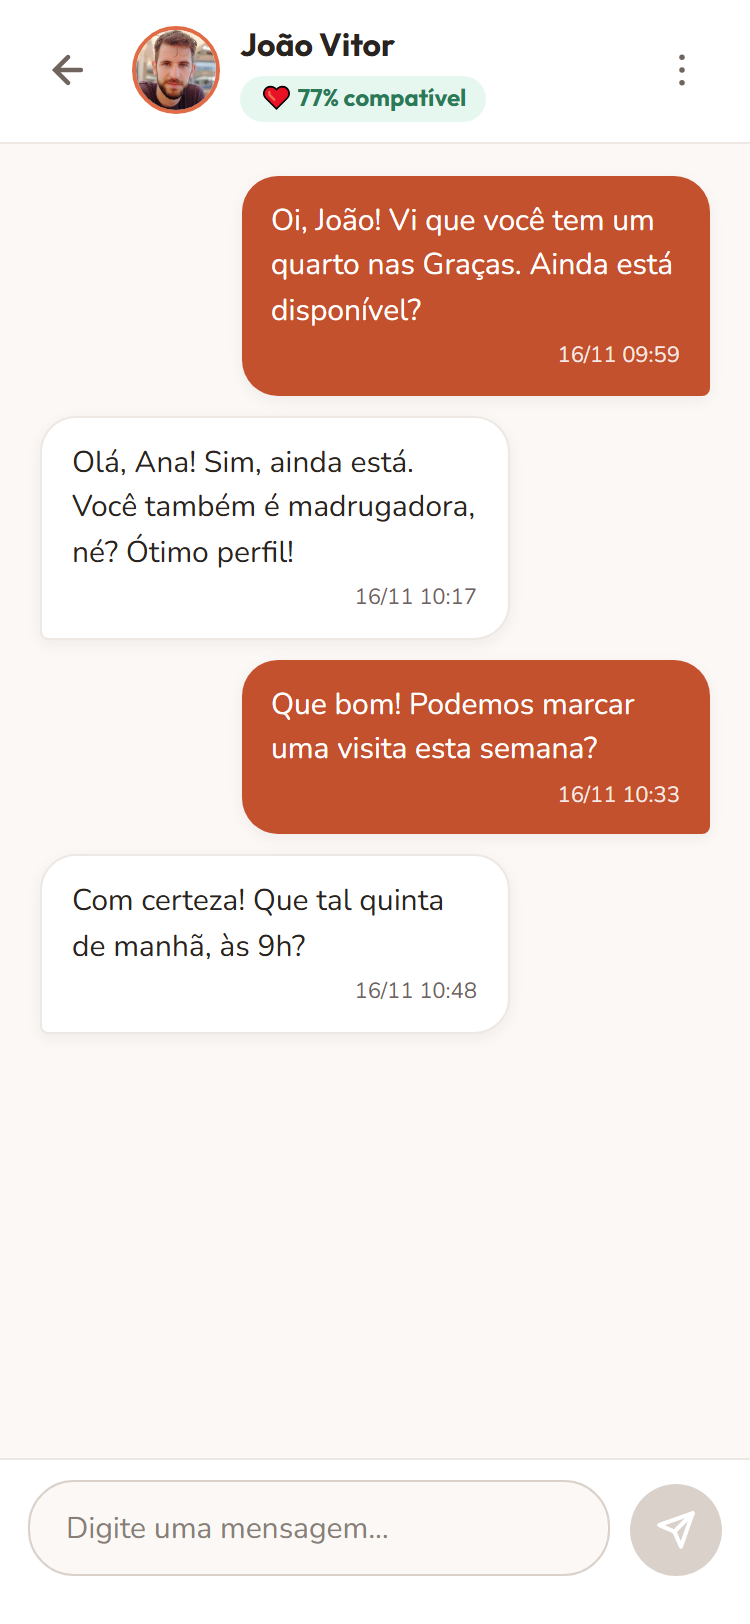 João Vitor
77% compatível
Oi, João! Vi que você tem um
quarto nas Graças. Ainda está
disponível?
16/11 09:59
Olá, Ana! Sim, ainda está.
Você também é madrugadora,
né? Ótimo perfil!
16/11 10:17
Que bom! Podemos marcar
uma visita esta semana?
16/11 10:33
Com certeza! Que tal quinta
de manhã, às 9h?
16/11 10:48
Digite uma mensagem...